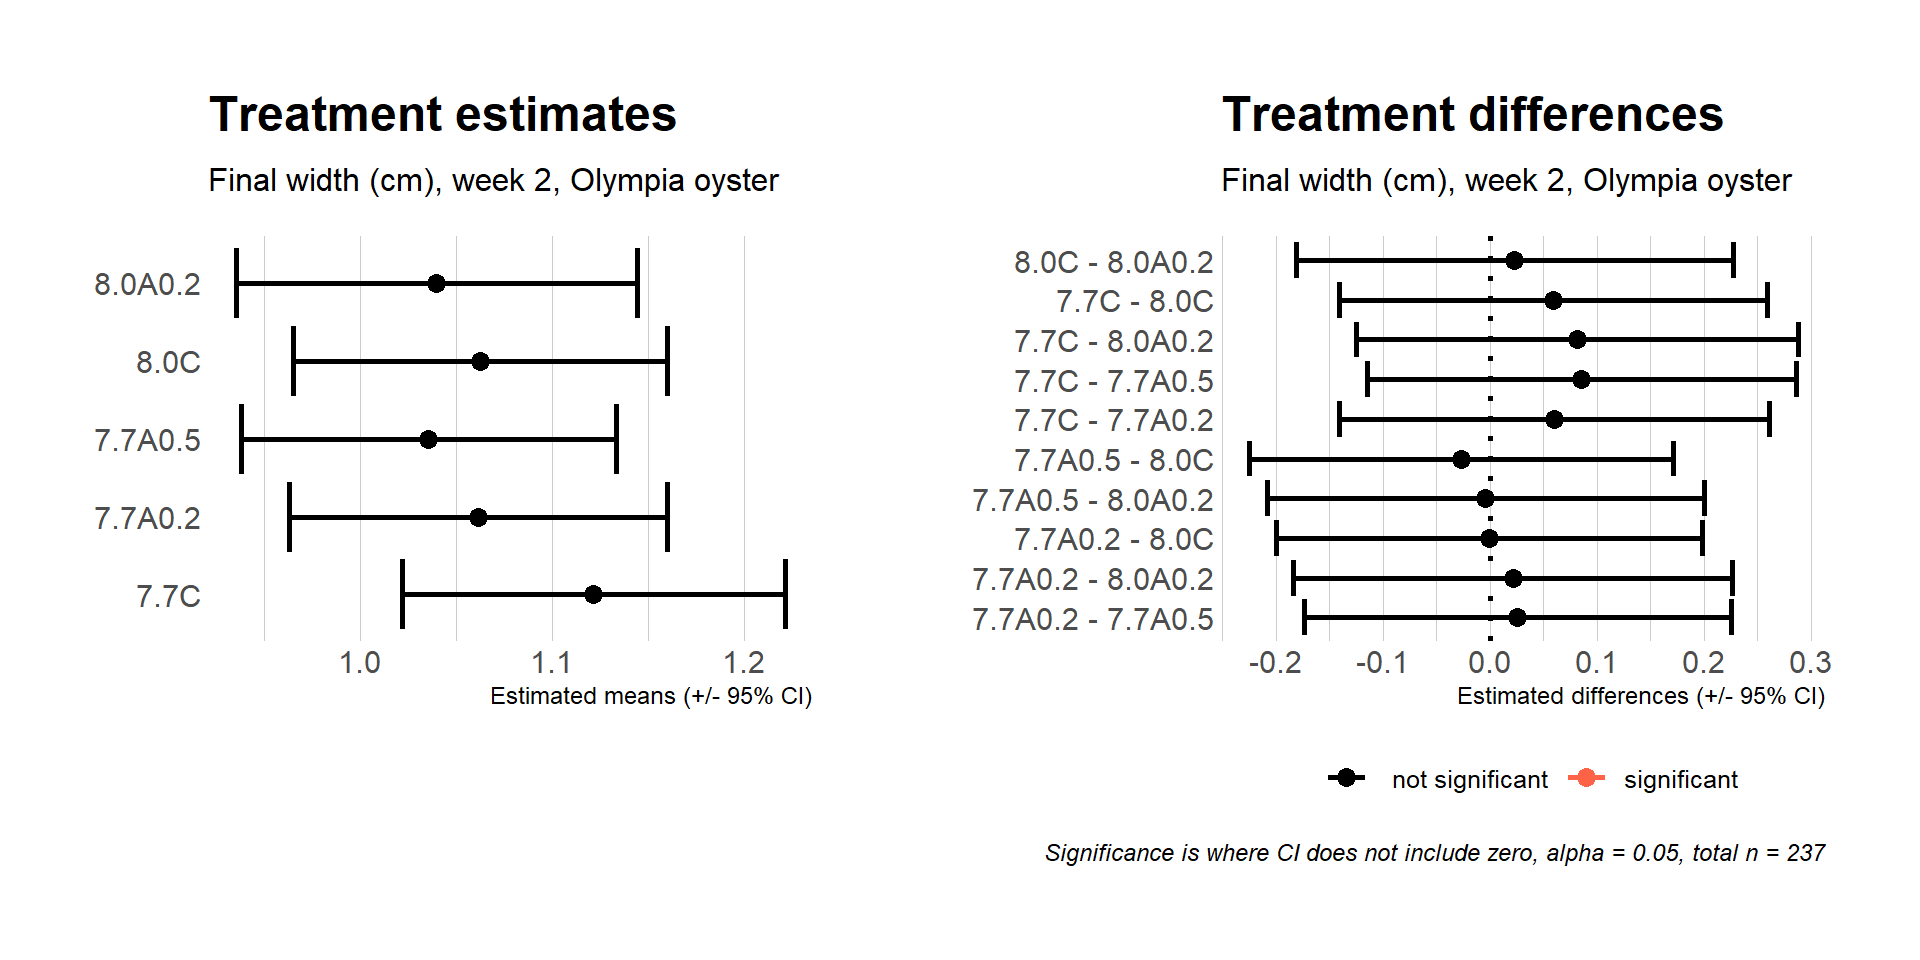 Treatment estimates
Final width (cm), week 2, Olympia oyster
8.0A0.2
8.0C
7.7A0.5
7.7A0.2
7.7C
1.0 1.1 1.2
Estimated means (+/- 95% CI)
Treatment differences
Final width (cm), week 2, Olympia oyster
8.0C - 8.0A0.2
7.7C - 8.0C
7.7C - 8.0A0.2
7.7C - 7.7A0.5
7.7C - 7.7A0.2
7.7A0.5 - 8.0C
7.7A0.5 - 8.0A0.2
7.7A0.2 - 8.0C
7.7A0.2 - 8.0A0.2
7.7A0.2 - 7.7A0.5
-0.2 -0.1 0.0 0.1 0.2 0.3
Estimated differences (+/- 95% CI)
not significant significant
Significance is where CI does not include zero, alpha = 0.05, total n = 237